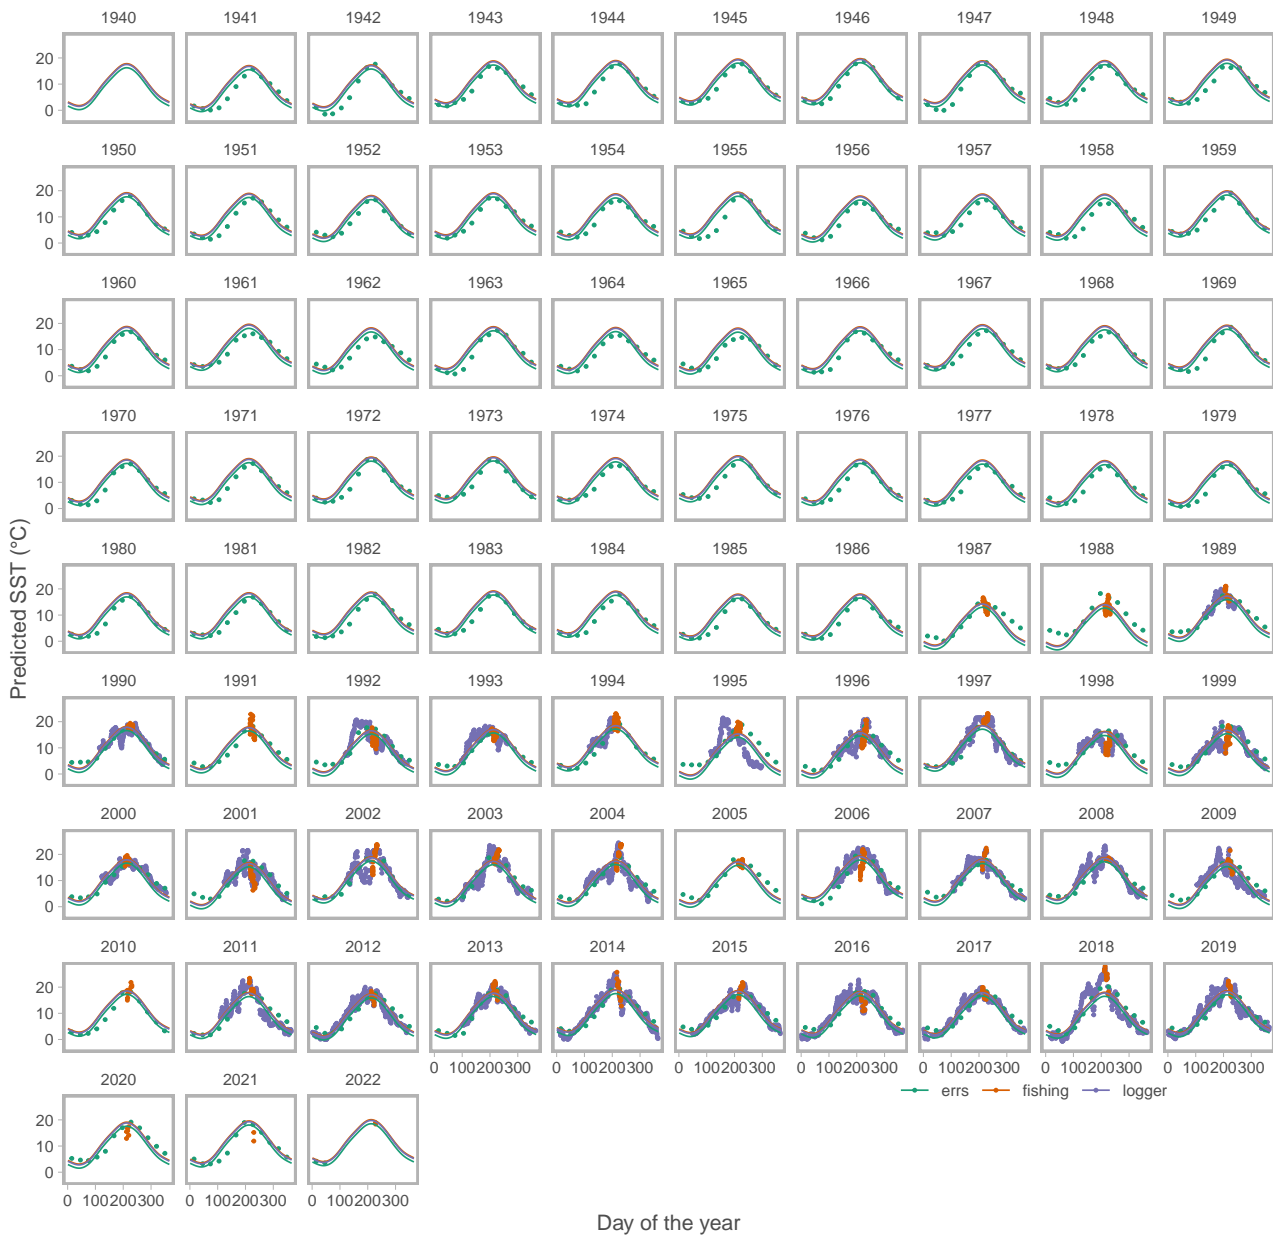 1940 1941 1942 1943 1944 1945 1946 1947 1948 1949
20
10
0
1950 1951 1952 1953 1954 1955 1956 1957 1958 1959
20
10
0
1960 1961 1962 1963 1964 1965 1966 1967 1968 1969
20
10
0
1970 1971 1972 1973 1974 1975 1976 1977 1978 1979
20
10
0
Predicted SST (°C)
1980 1981 1982 1983 1984 1985 1986 1987 1988 1989
20
10
0
1990 1991 1992 1993 1994 1995 1996 1997 1998 1999
20
10
0
2000 2001 2002 2003 2004 2005 2006 2007 2008 2009
20
10
0
2010 2011 2012 2013 2014 2015 2016 2017 2018 2019
20
10
0
0 100200300 0 100200300 0 100200300 0 100200300 0 100200300 0 100200300 0 100200300
2020 2021 2022
errs fishing logger
20
10
0
0 100200300 0 100200300 0 100200300
Day of the year